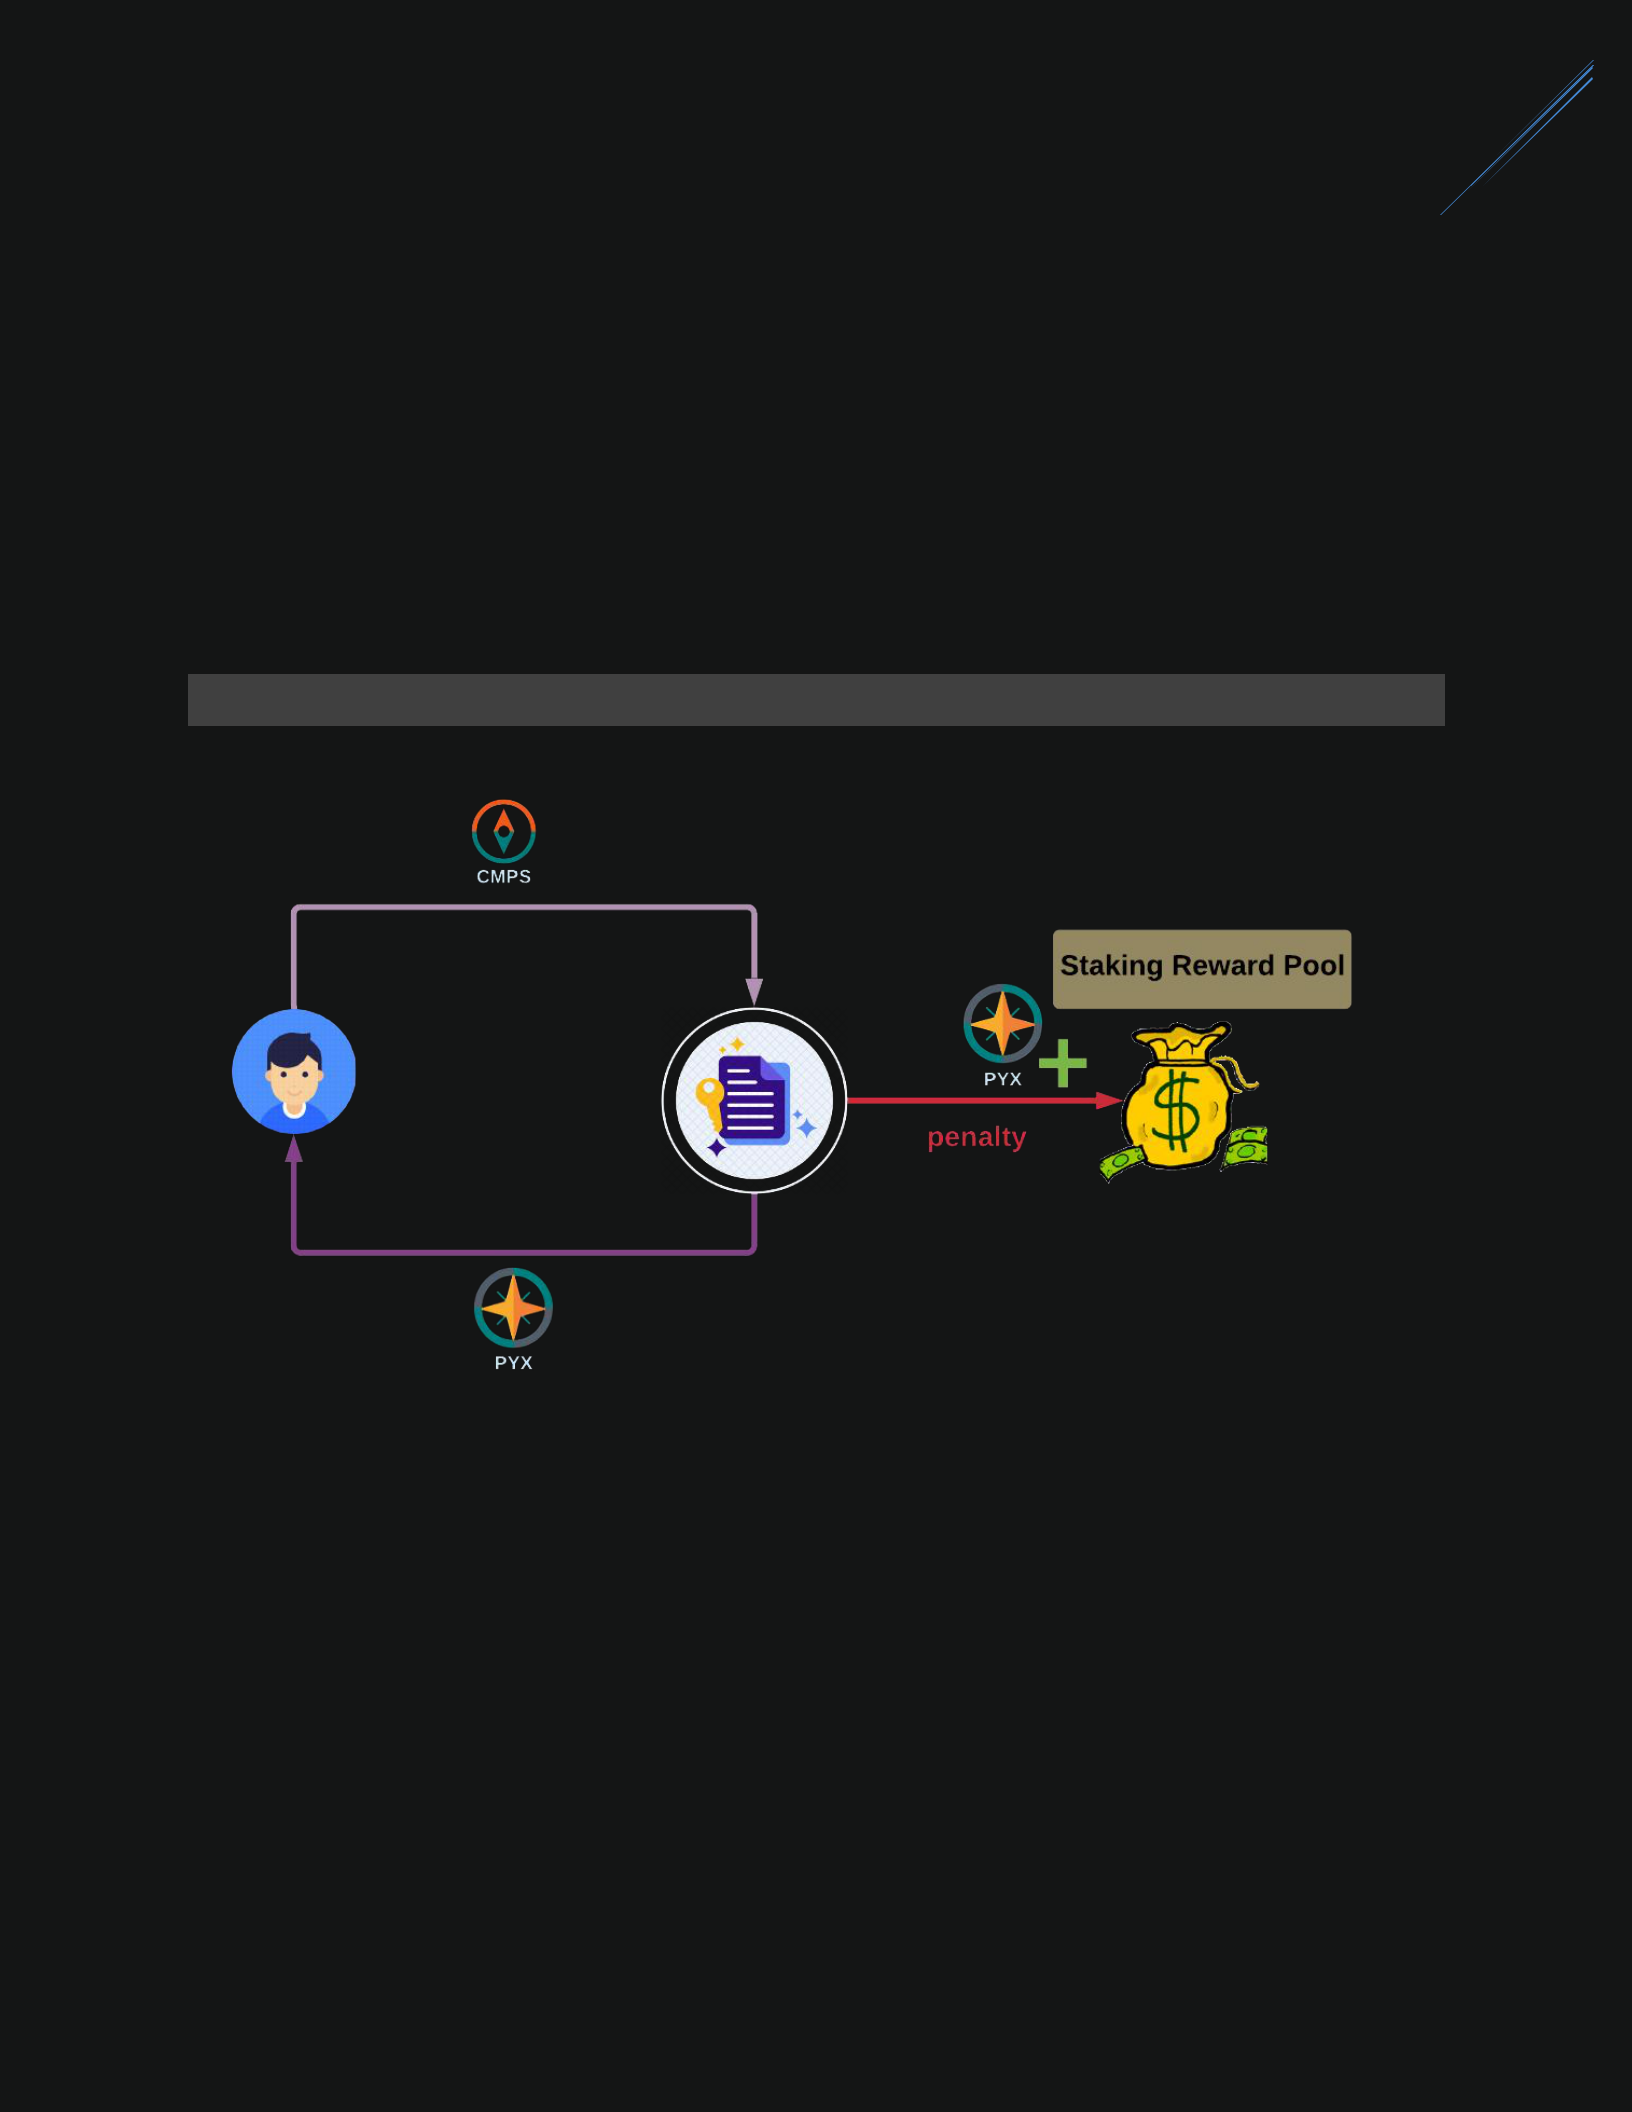 CMPS
Staking Reward Pool
PYX
penalty
PYX